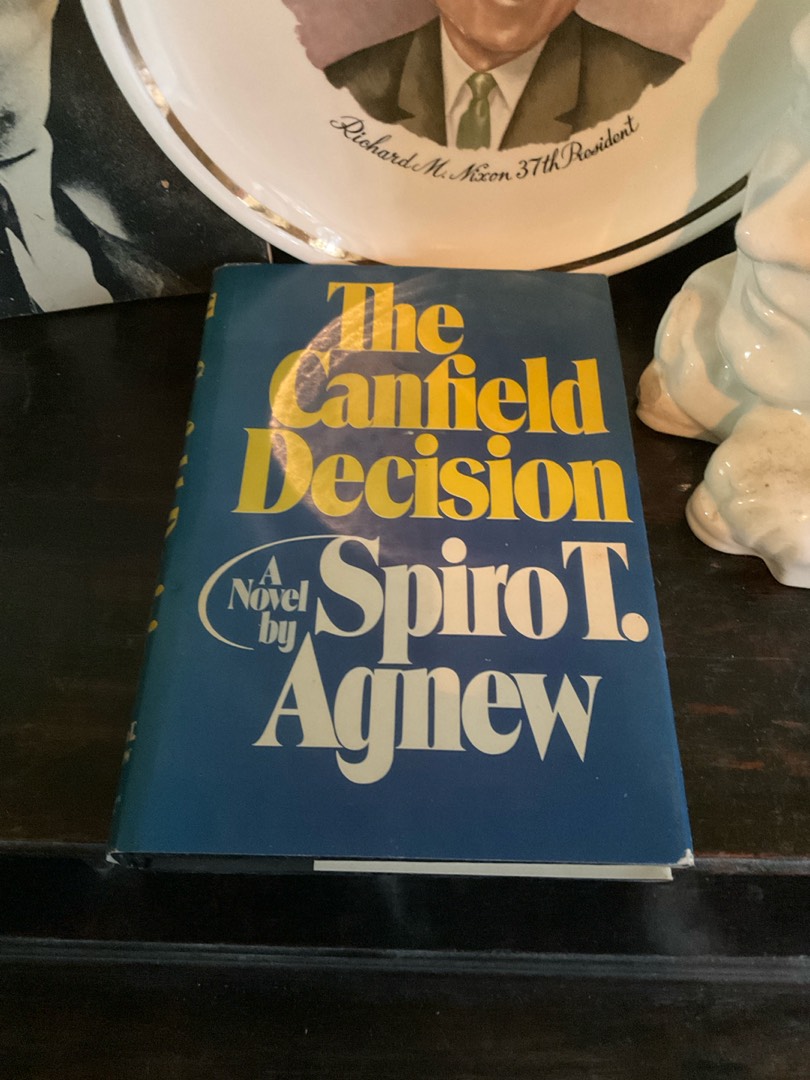 Richard M. Nixon 37th President
The
Canfield
Decision
A
Novel
by
Spiro T.
Agnew